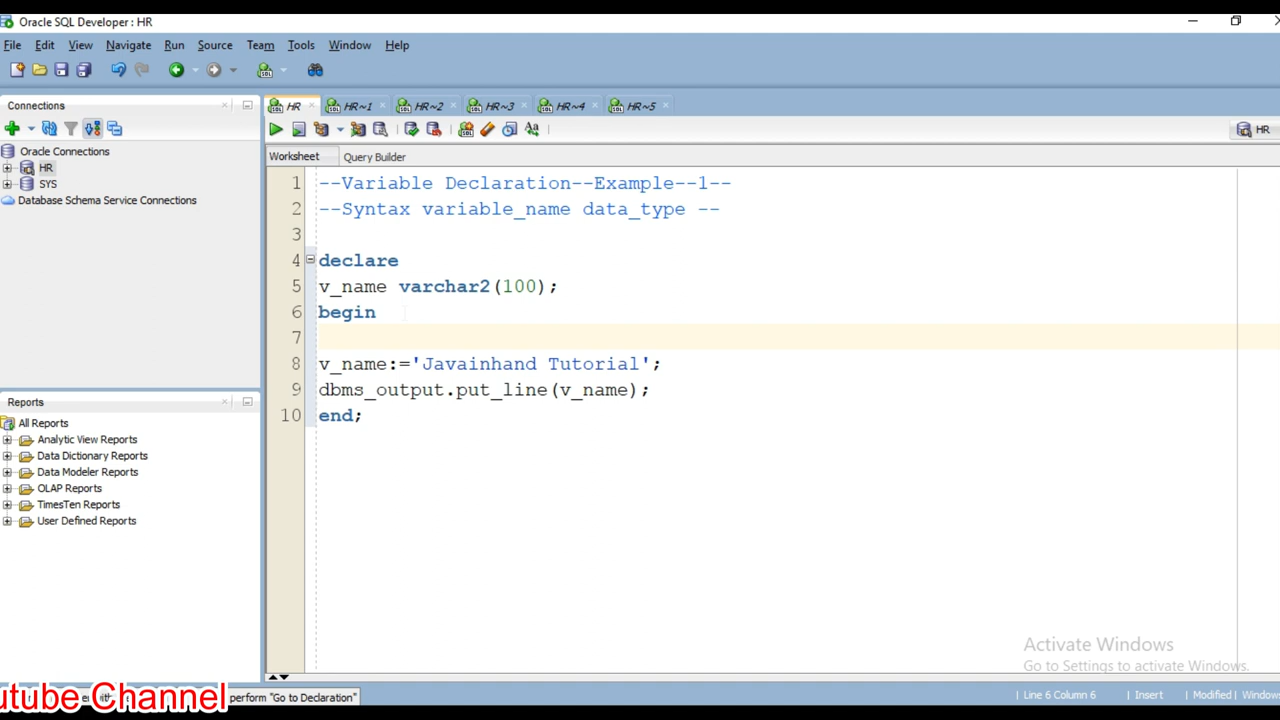 Oracle SQL Developer : HR
File Edit View Navigate Run Source Team Tools Window Help
Connections
HR HR~1 HR~2 HR~3 HR~4 HR~5
HR
Oracle Connections
HR
SYS
Database Schema Service Connections
Worksheet Query Builder
1 --Variable Declaration--Example--1--
2 --Syntax variable_name data_type --
3
4 declare
5 v_name varchar2(100);
6 begin
7
8 v_name:='Javainhand Tutorial';
9 dbms_output.put_line(v_name);
10 end;
Reports
All Reports
Analytic View Reports
Data Dictionary Reports
Data Modeler Reports
OLAP Reports
TimesTen Reports
User Defined Reports
Activate Windows
Go to Settings to activate Windows.
utube Channel
perform "Go to Declaration"
Line 6 Column 6 Insert Modified Windows